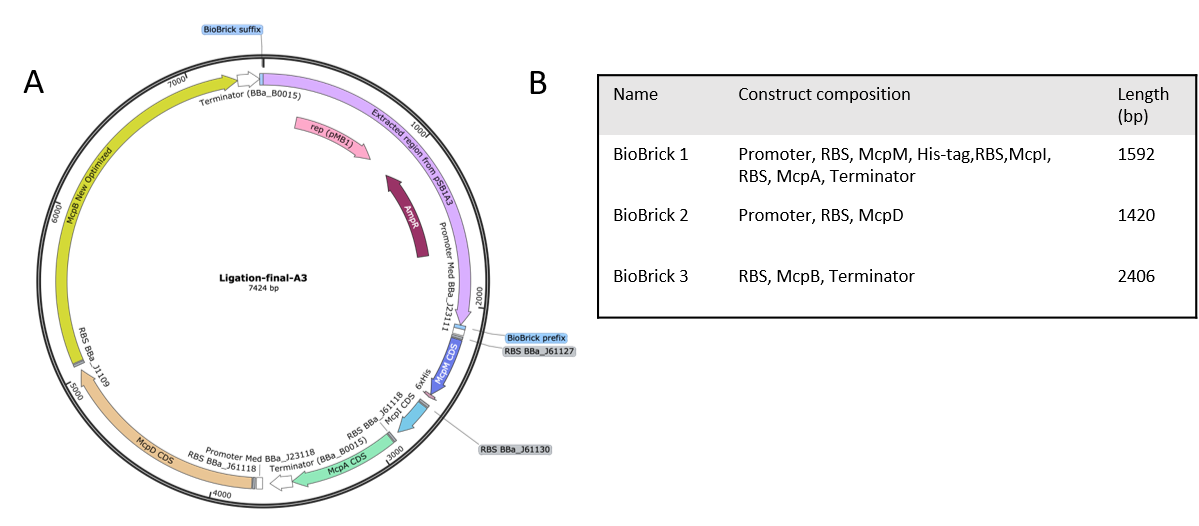 A
BioBrick suffix
7000
Terminator (BBa_B0015)
rep (pMB1)
Extracted region from pSB1A3
1000
AmpR
McpB New Optimized
6000
Promoter Med BBa_J23111
2000
Ligation-final-A3
7424 bp
BioBrick prefix
RBS BBa_J61127
McpM CDS
6xHis
RBS BBa_J1109
5000
RBS BBa_J61118
McpI CDS
RBS BBa_J61130
3000
McpD CDS
Promoter Med BBa_J23118
RBS BBa_J61118
Terminator (BBa_B0015)
McpA CDS
4000
B
Name Construct composition Length
(bp)
BioBrick 1 Promoter, RBS, McpM, His-tag,RBS,McpI, 1592
RBS, McpA, Terminator
BioBrick 2 Promoter, RBS, McpD 1420
BioBrick 3 RBS, McpB, Terminator 2406